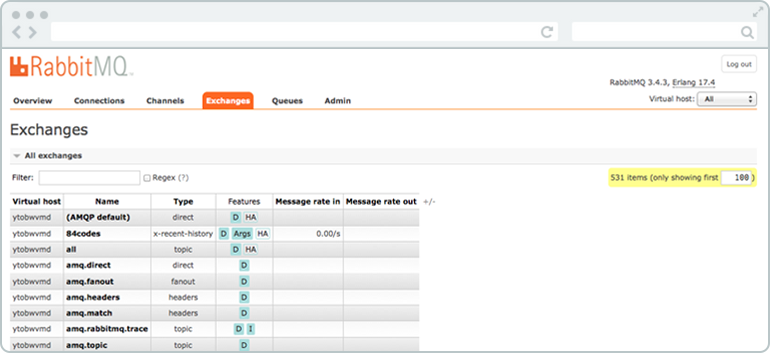 RabbitMQ™
Log out
RabbitMQ 3.4.3, Erlang 17.4
Overview Connections Channels Exchanges Queues Admin
Virtual host: All
Exchanges
All exchanges
Filter: Regex (?)
531 items (only showing first 100)
Virtual host Name Type Features Message rate in Message rate out +/-
ytobwvmd (AMQP default) direct D HA
ytobwvmd 84codes x-recent-history D Args HA 0.00/s
ytobwvmd all topic D HA
ytobwvmd amq.direct direct D
ytobwvmd amq.fanout fanout D
ytobwvmd amq.headers headers D
ytobwvmd amq.match headers D
ytobwvmd amq.rabbitmq.trace topic D I
ytobwvmd amq.topic topic D